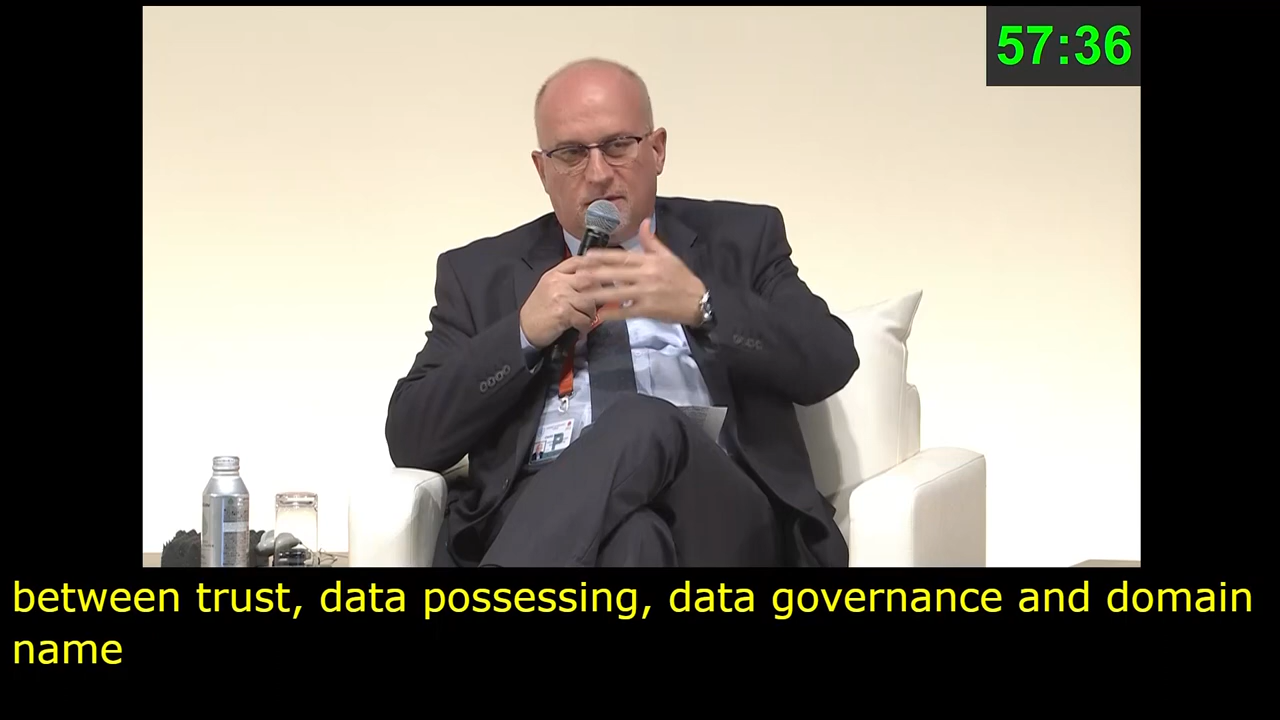 57:36
between trust, data possessing, data governance and domain
name